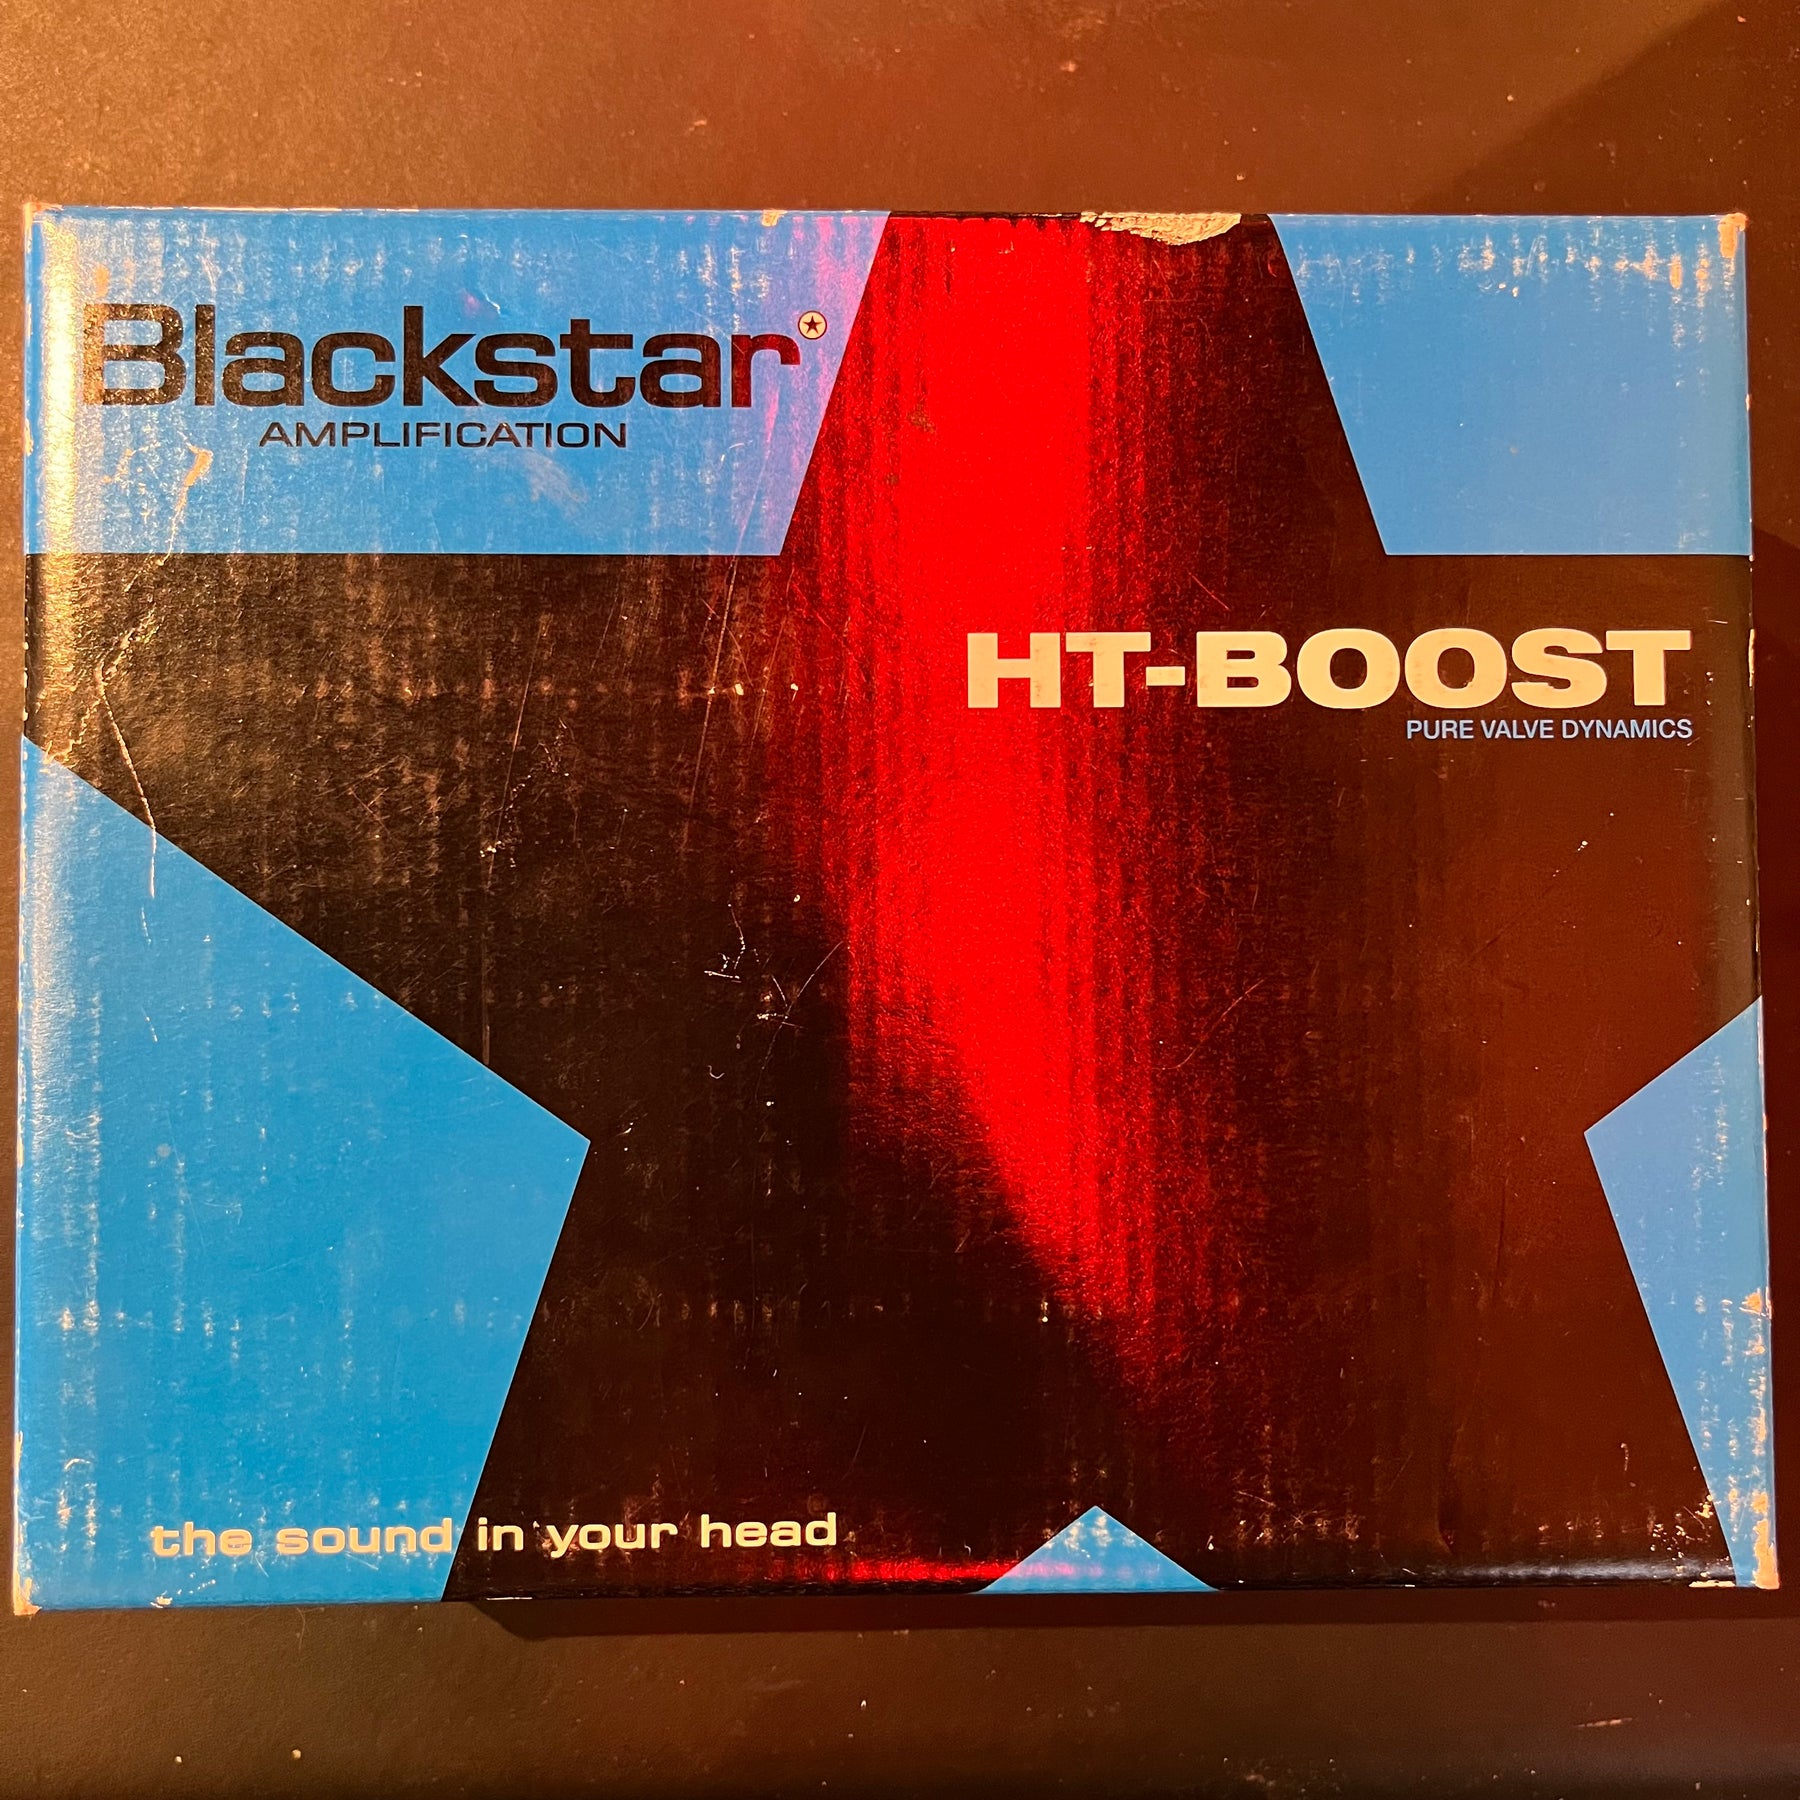 Blackstar
AMPLIFICATION
HT-BOOST
PURE VALVE DYNAMICS
the sound in your head